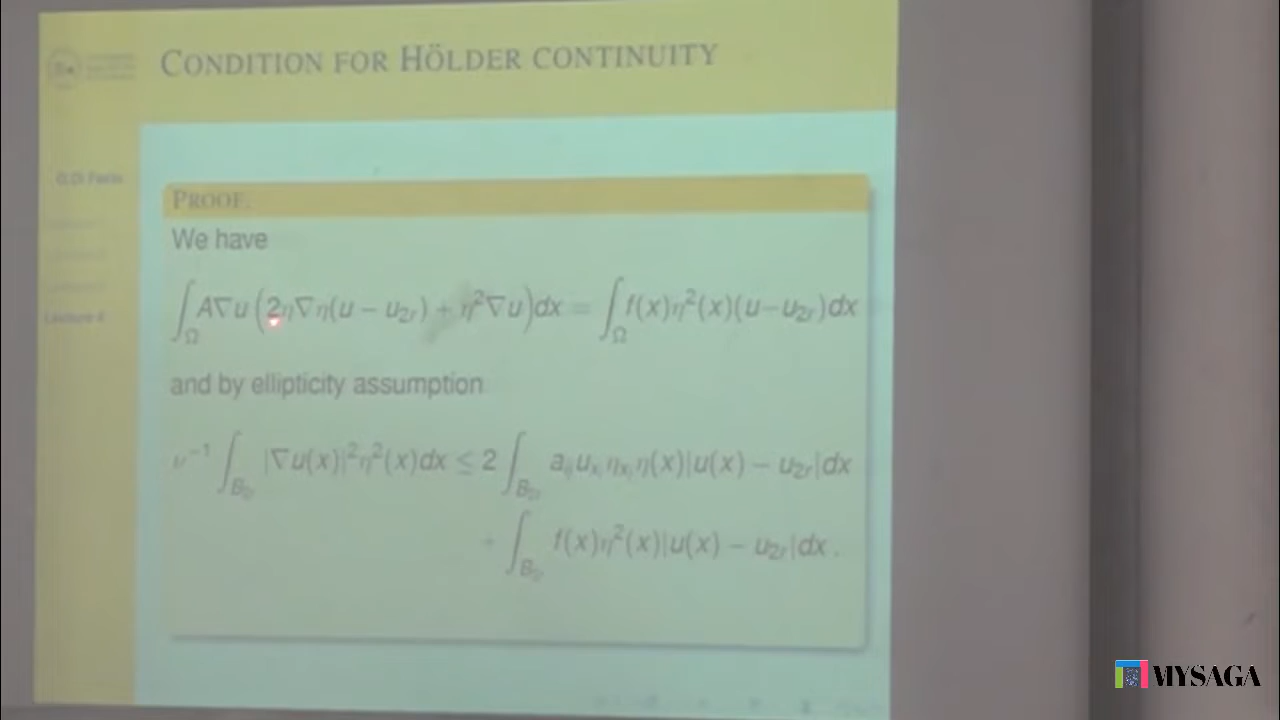 CONDITION FOR HÖLDER CONTINUITY
PROOF.
We have
∫_Ω A∇u (2η∇η(u − u_{2r}) + η²∇u)dx = ∫_Ω f(x)η²(x)(u−u_{2r})dx
and by ellipticity assumption
ν⁻¹ ∫_{B_{2r}} |∇u(x)|²η²(x)dx ≤ 2 ∫_{B_{2r}} a_{ij}u_{x_i}η_{x_j}η(x)|u(x) − u_{2r}|dx
+ ∫_{B_{2r}} f(x)η²(x)|u(x) − u_{2r}|dx .
Lecture 4
MYSAGA